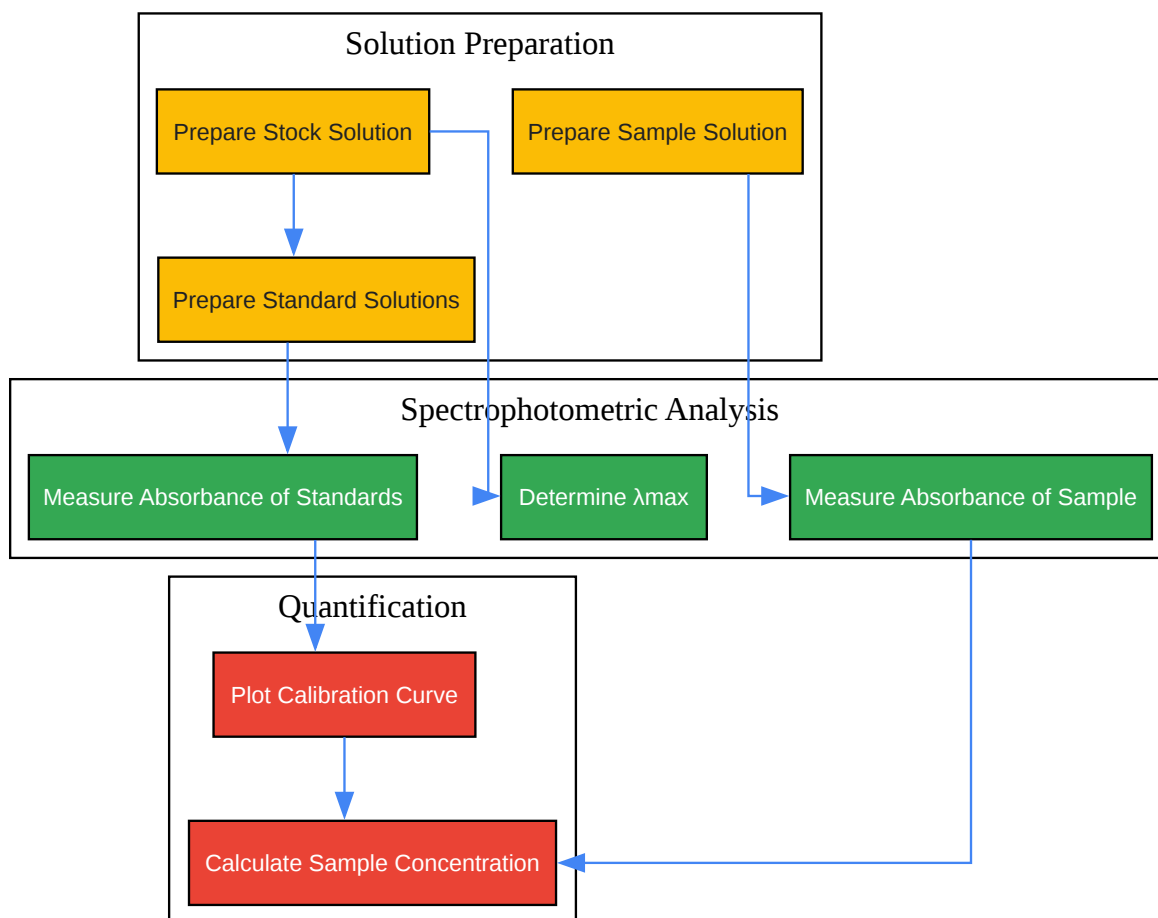 Solution Preparation
Prepare Stock Solution
Prepare Sample Solution
Prepare Standard Solutions
Spectrophotometric Analysis
Measure Absorbance of Standards
Determine λmax
Measure Absorbance of Sample
Quantification
Plot Calibration Curve
Calculate Sample Concentration